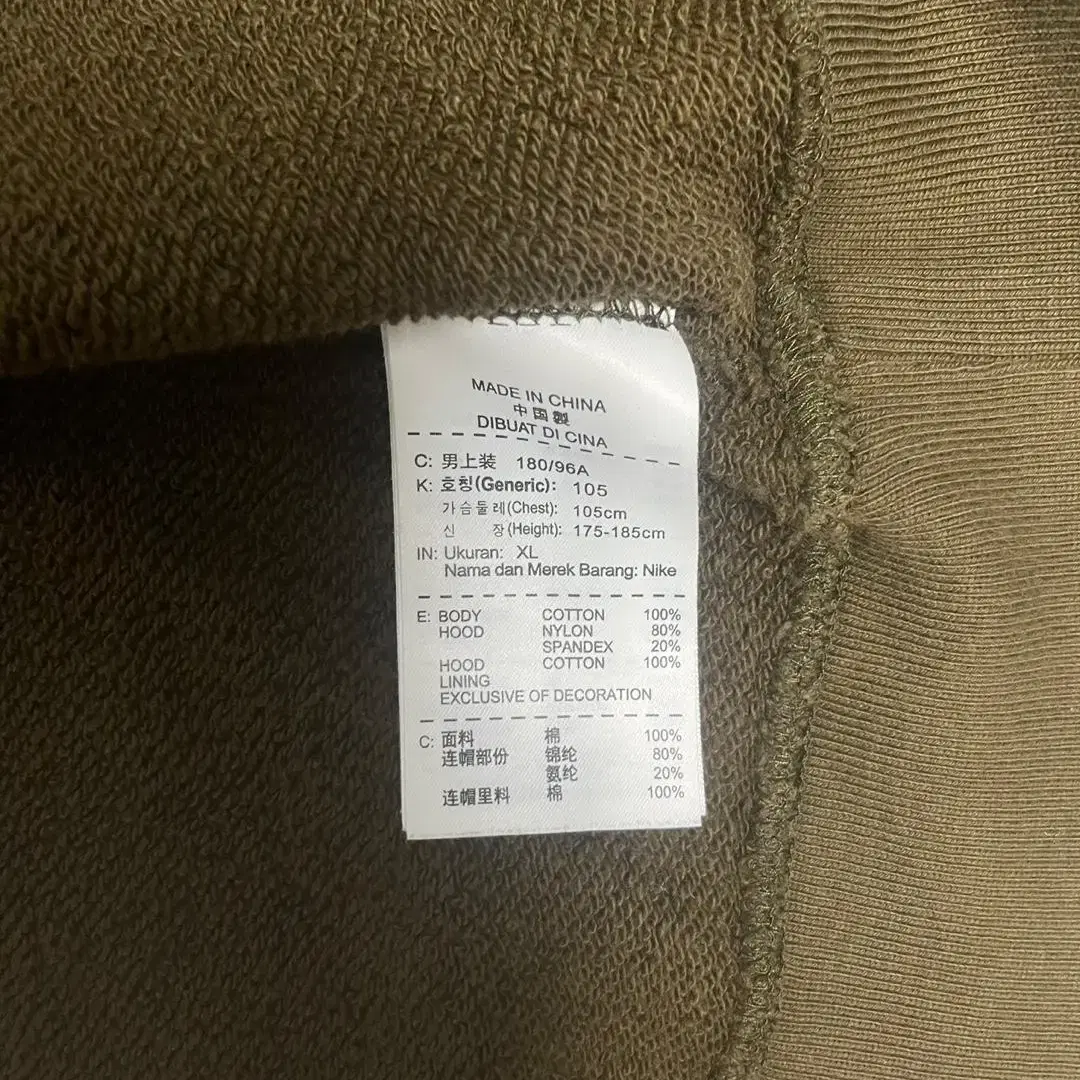 MADE IN CHINA
中国製
DIBUAT DI CINA
C: 男上装 180/96A
K: 호칭(Generic): 105
가슴둘레(Chest): 105cm
신 장(Height): 175-185cm
IN: Ukuran: XL
Nama dan Merek Barang: Nike
E: BODY COTTON 100%
HOOD NYLON 80%
SPANDEX 20%
HOOD COTTON 100%
LINING
EXCLUSIVE OF DECORATION
C: 面料 棉 100%
连帽部份 锦纶 80%
氨纶 20%
连帽里料 棉 100%